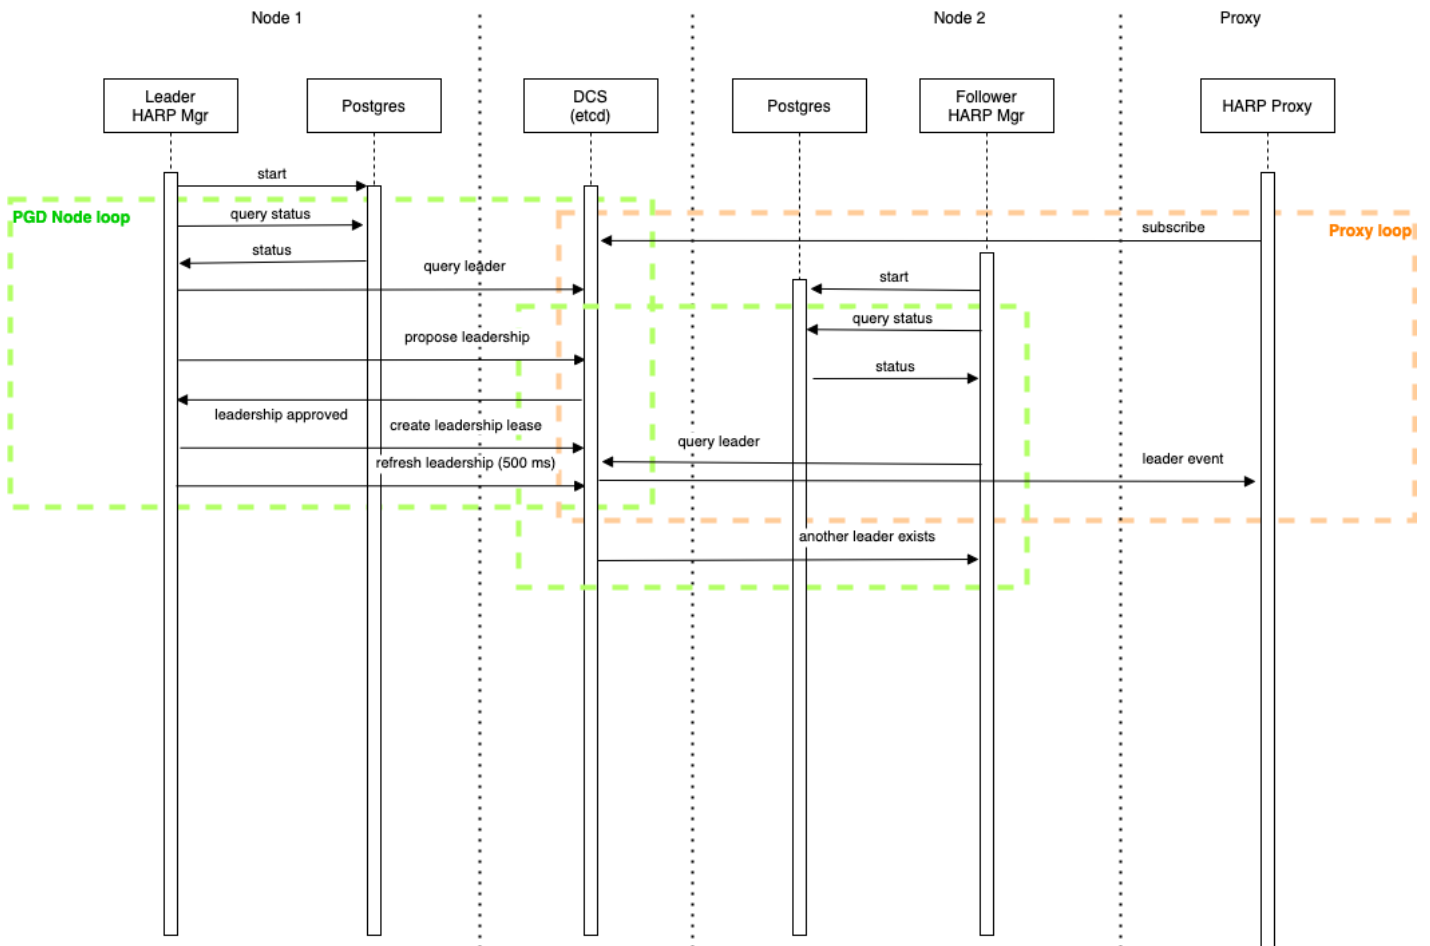 Node 1
Node 2
Proxy
Leader
HARP Mgr
Postgres
DCS
(etcd)
Postgres
Follower
HARP Mgr
HARP Proxy
start
PGD Node loop
query status
subscribe
Proxy loop
status
query leader
start
query status
propose leadership
status
leadership approved
create leadership lease
query leader
refresh leadership (500 ms)
leader event
another leader exists